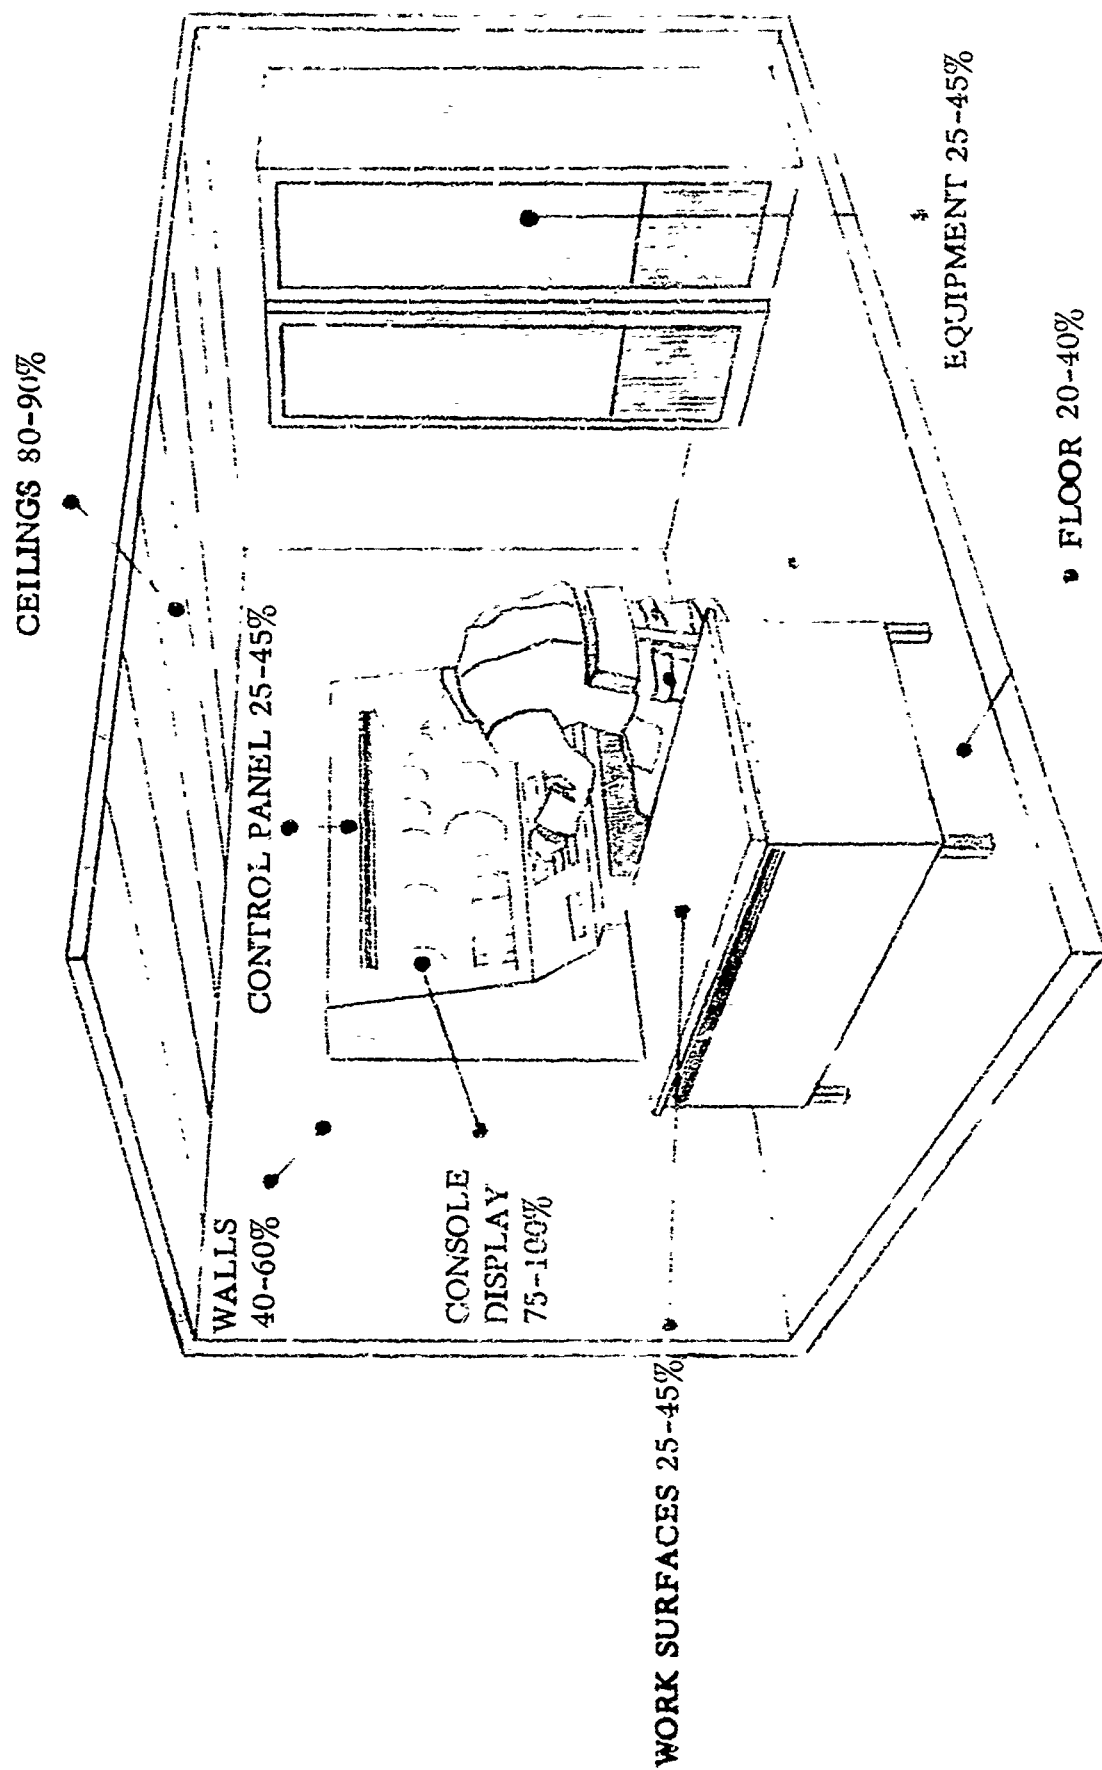 CEILINGS 80-90%
WALLS
40-60%
CONTROL PANEL 25-45%
CONSOLE
DISPLAY
75-100%
WORK SURFACES 25-45%
EQUIPMENT 25-45%
FLOOR 20-40%